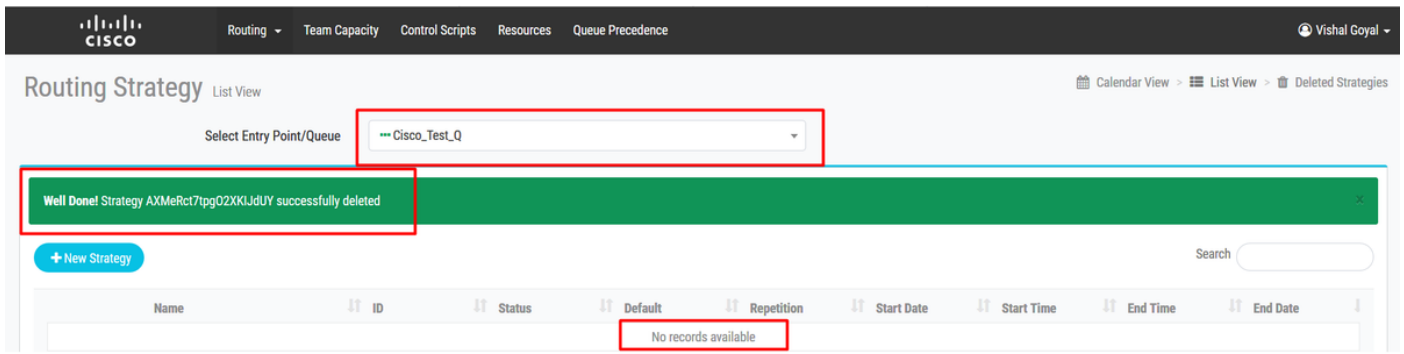 CISCO Routing Team Capacity Control Scripts Resources Queue Precedence Vishal Goyal
Routing Strategy List View Calendar View > List View > Deleted Strategies
Select Entry Point/Queue Cisco_Test_Q
Well Done! Strategy AXMeRct7tpgO2XKIJdUY successfully deleted ×
+ New Strategy Search
Name ID Status Default Repetition Start Date Start Time End Time End Date
No records available